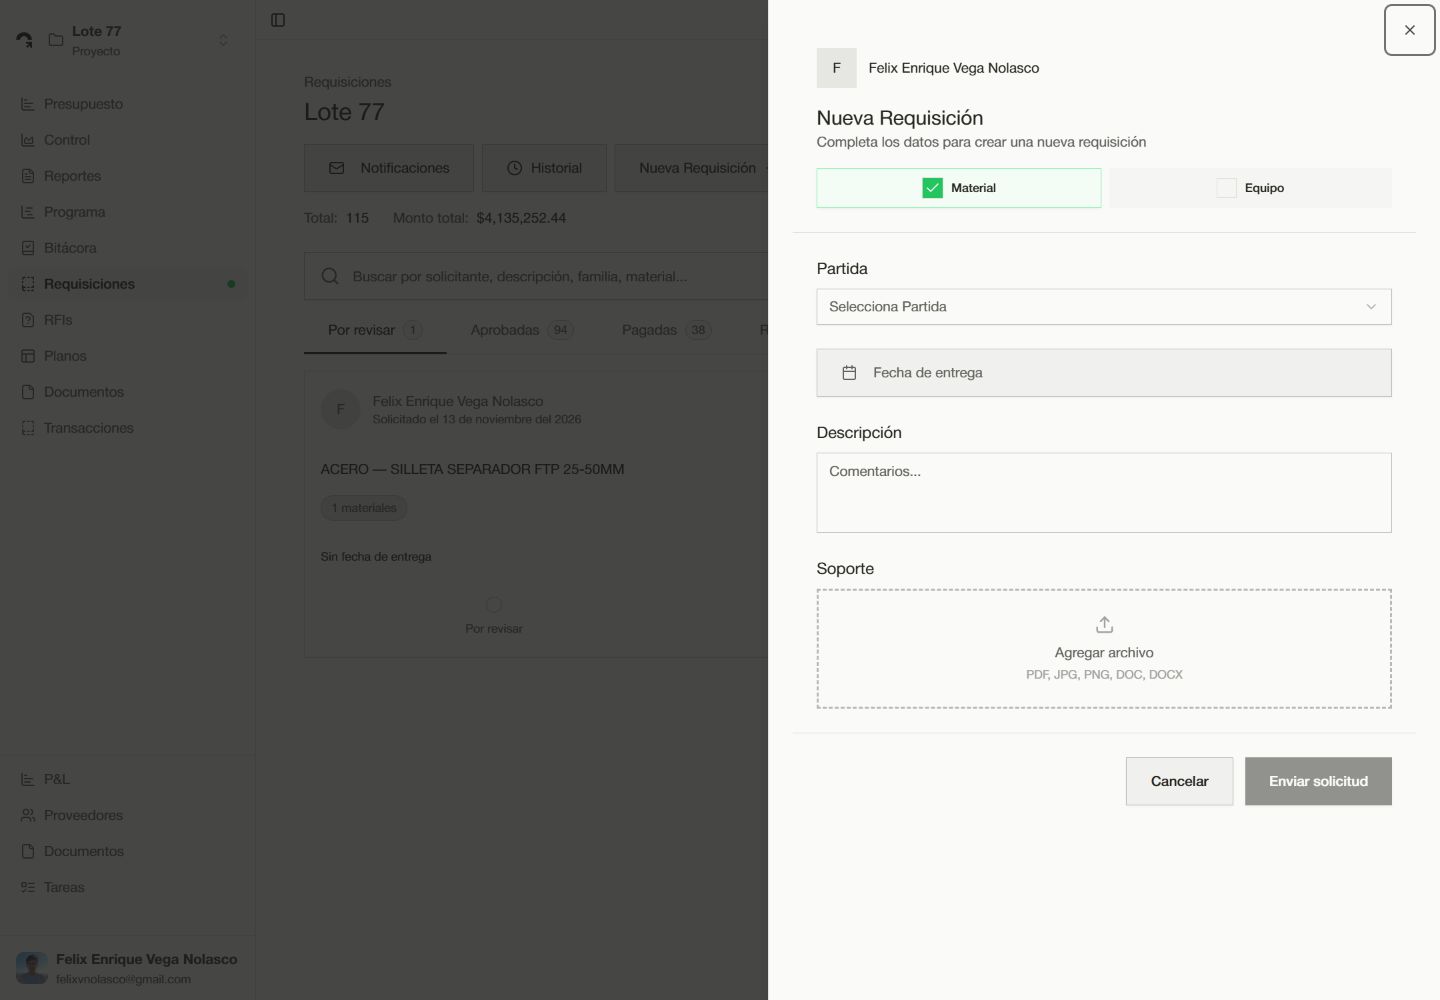 Lote 77
Proyecto
Presupuesto
Control
Reportes
Programa
Bitácora
Requisiciones
RFIs
Planos
Documentos
Transacciones
P&L
Proveedores
Documentos
Tareas
Felix Enrique Vega Nolasco
felixvnolasco@gmail.com
Requisiciones
Lote 77
Notificaciones
Historial
Nueva Requisición
Total: 115 Monto total: $4,135,252.44
Buscar por solicitante, descripción, familia, material...
Por revisar 1 Aprobadas 94 Pagadas 38 R
F
Felix Enrique Vega Nolasco
Solicitado el 13 de noviembre del 2026
ACERO — SILLETA SEPARADOR FTP 25-50MM
1 materiales
Sin fecha de entrega
Por revisar
F
Felix Enrique Vega Nolasco
Nueva Requisición
Completa los datos para crear una nueva requisición
Material
Equipo
Partida
Selecciona Partida
Fecha de entrega
Descripción
Comentarios...
Soporte
Agregar archivo
PDF, JPG, PNG, DOC, DOCX
Cancelar
Enviar solicitud